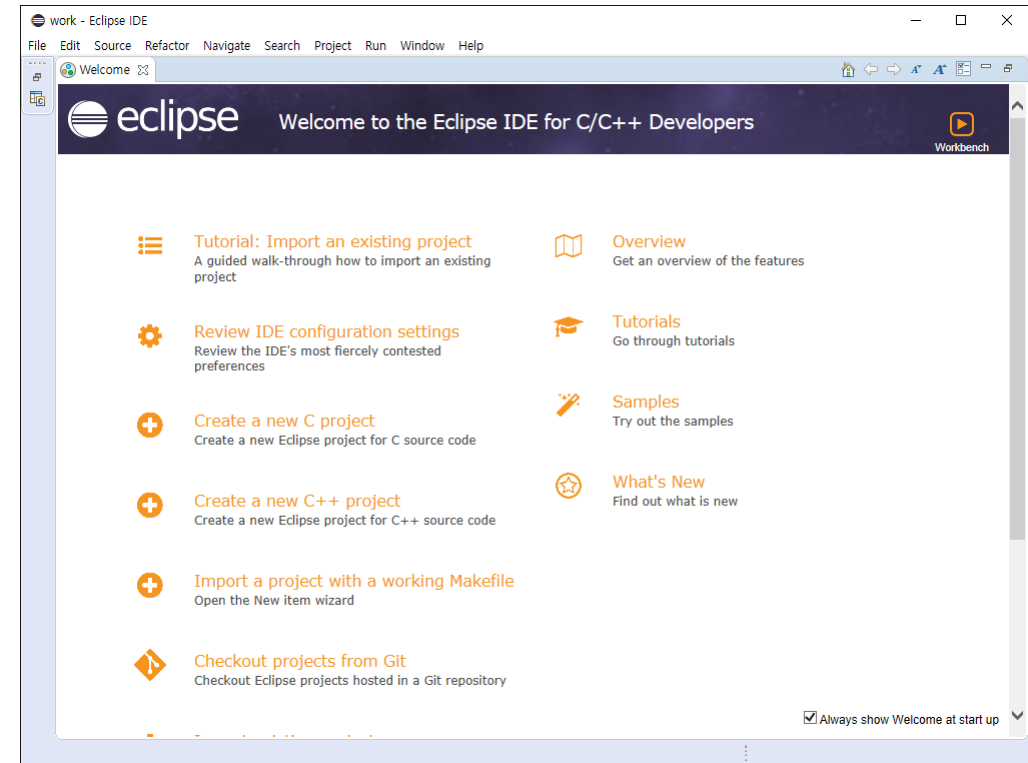 work - Eclipse IDE
File Edit Source Refactor Navigate Search Project Run Window Help
Welcome
eclipse Welcome to the Eclipse IDE for C/C++ Developers
Workbench
Tutorial: Import an existing project
A guided walk-through how to import an existing
project
Review IDE configuration settings
Review the IDE's most fiercely contested
preferences
Create a new C project
Create a new Eclipse project for C source code
Create a new C++ project
Create a new Eclipse project for C++ source code
Import a project with a working Makefile
Open the New item wizard
Checkout projects from Git
Checkout Eclipse projects hosted in a Git repository
Overview
Get an overview of the features
Tutorials
Go through tutorials
Samples
Try out the samples
What's New
Find out what is new
Always show Welcome at start up